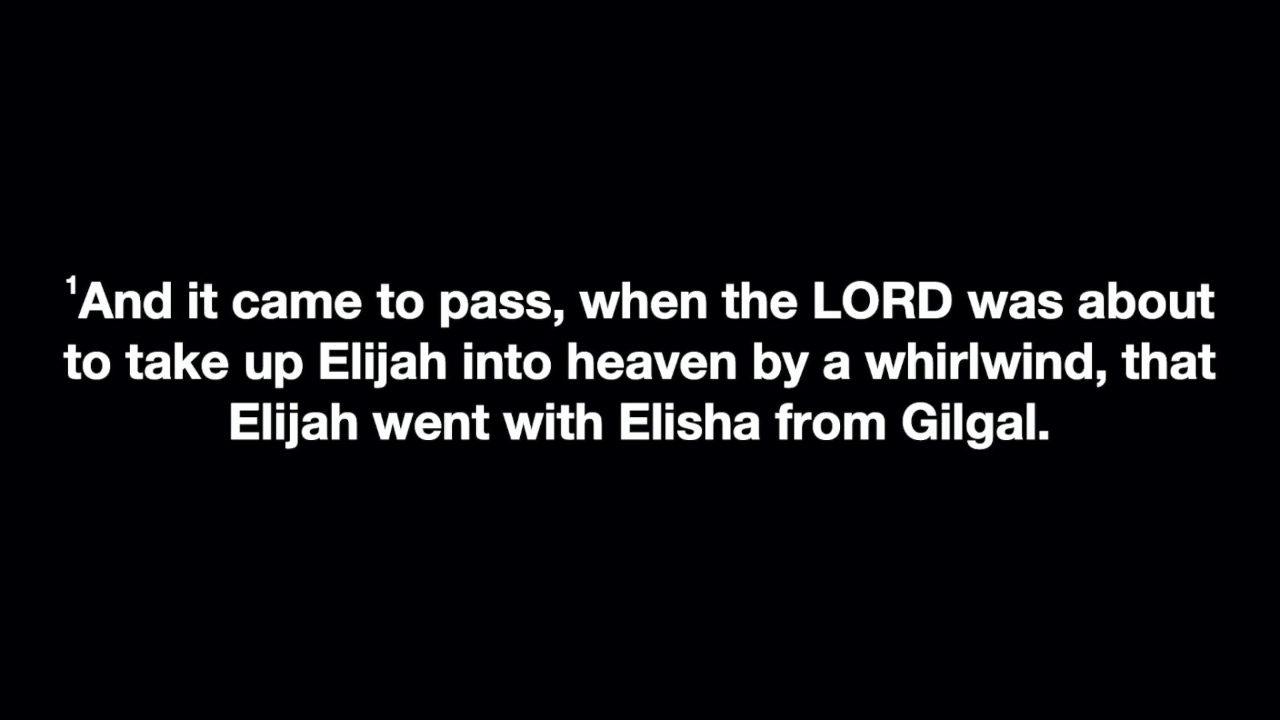 ¹And it came to pass, when the LORD was about
to take up Elijah into heaven by a whirlwind, that
Elijah went with Elisha from Gilgal.